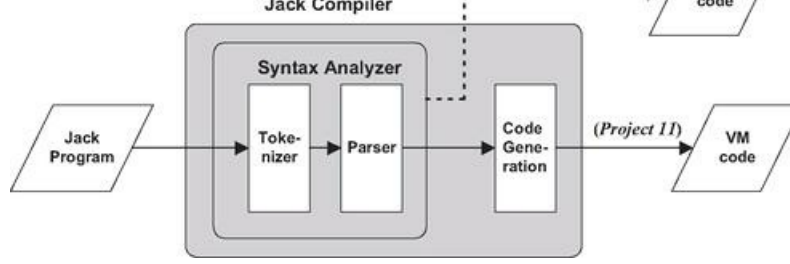 Jack Compiler
code
Syntax Analyzer
Jack
Program
Toke-
nizer
Parser
Code
Gene-
ration
(Project 11)
VM
code